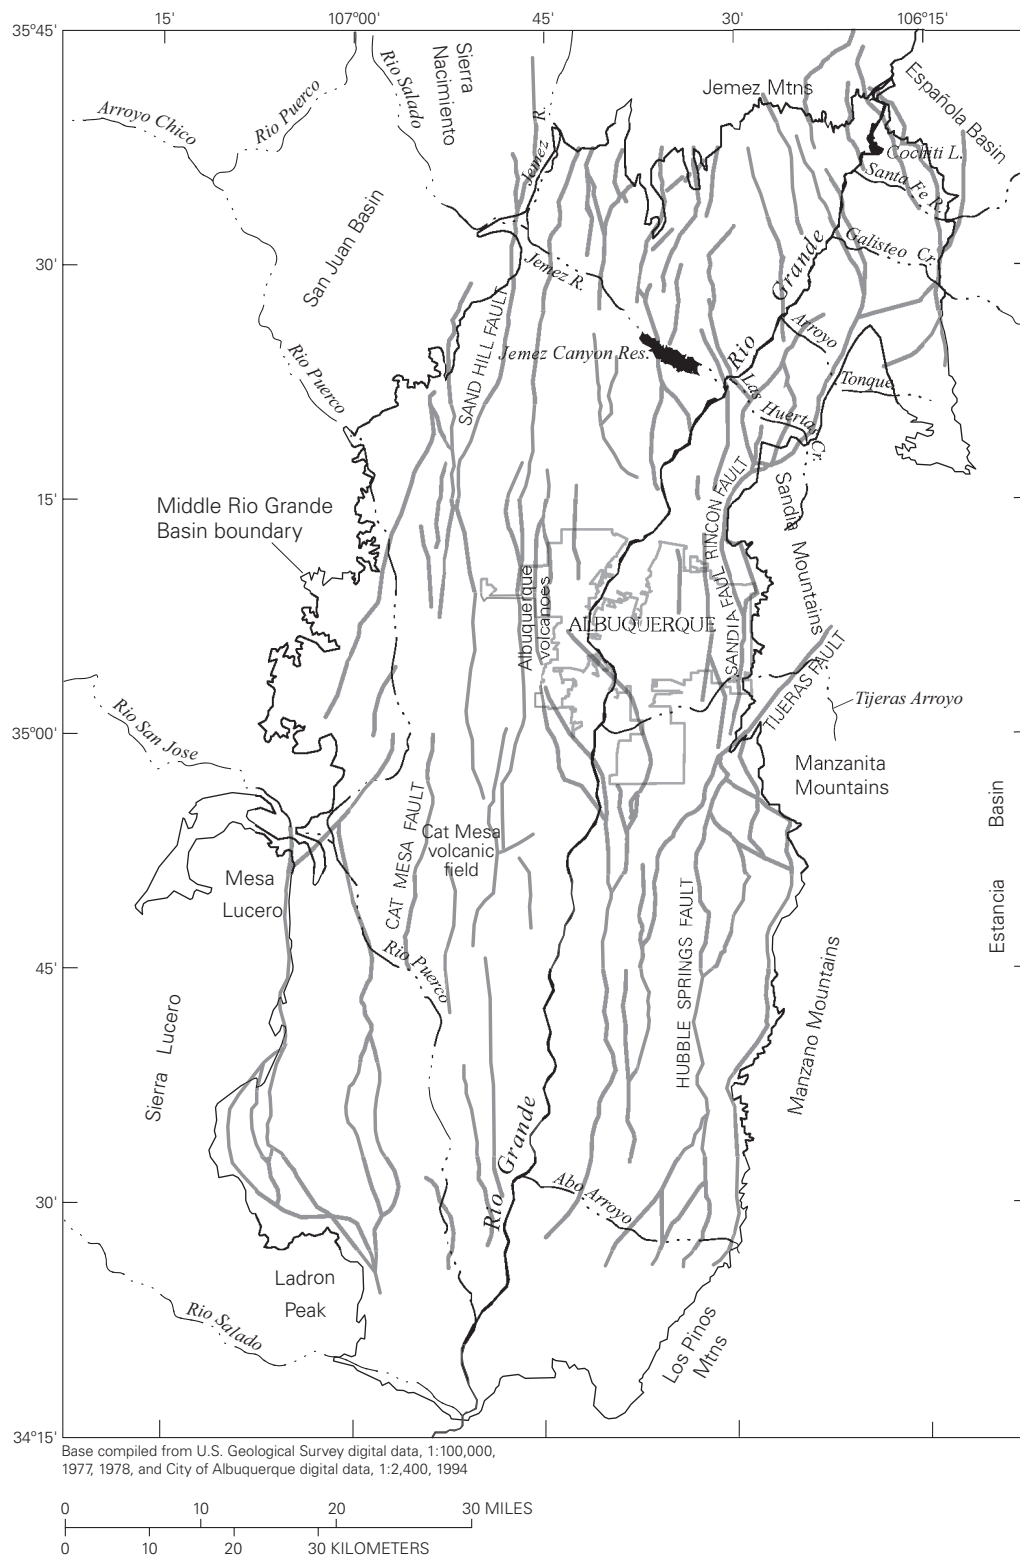 15'
107°00'
45'
30'
106°15'
35°45'
Sierra
Nacimiento
Rio Salado
Rio Puerco
Arroyo Chico
Jemez R.
Jemez Mtns
Española Basin
Cochiti L.
Santa Fe R.
Galisteo Cr.
San Juan Basin
30'
Jemez R.
Rio Grande
Arroyo
Tonque
SAND HILL FAULT
Jemez Canyon Res.
Rio Puerco
Las Huertas Cr.
15'
Middle Rio Grande
Basin boundary
SANDIA FAUL
RINCON FAULT
Sandia Mountains
Albuquerque
volcanoes
ALBUQUERQUE
TIJERAS FAULT
Tijeras Arroyo
Rio San Jose
35°00'
Manzanita
Mountains
CAT MESA FAULT
Cat Mesa
volcanic
field
Mesa
Lucero
Estancia Basin
HUBBLE SPRINGS FAULT
Rio Puerco
45'
Manzano Mountains
Sierra Lucero
Rio Grande
Abo Arroyo
30'
Ladron
Peak
Rio Salado
Los Pinos
Mtns
34°15'
Base compiled from U.S. Geological Survey digital data, 1:100,000,
1977, 1978, and City of Albuquerque digital data, 1:2,400, 1994
0 10 20 30 MILES
0 10 20 30 KILOMETERS